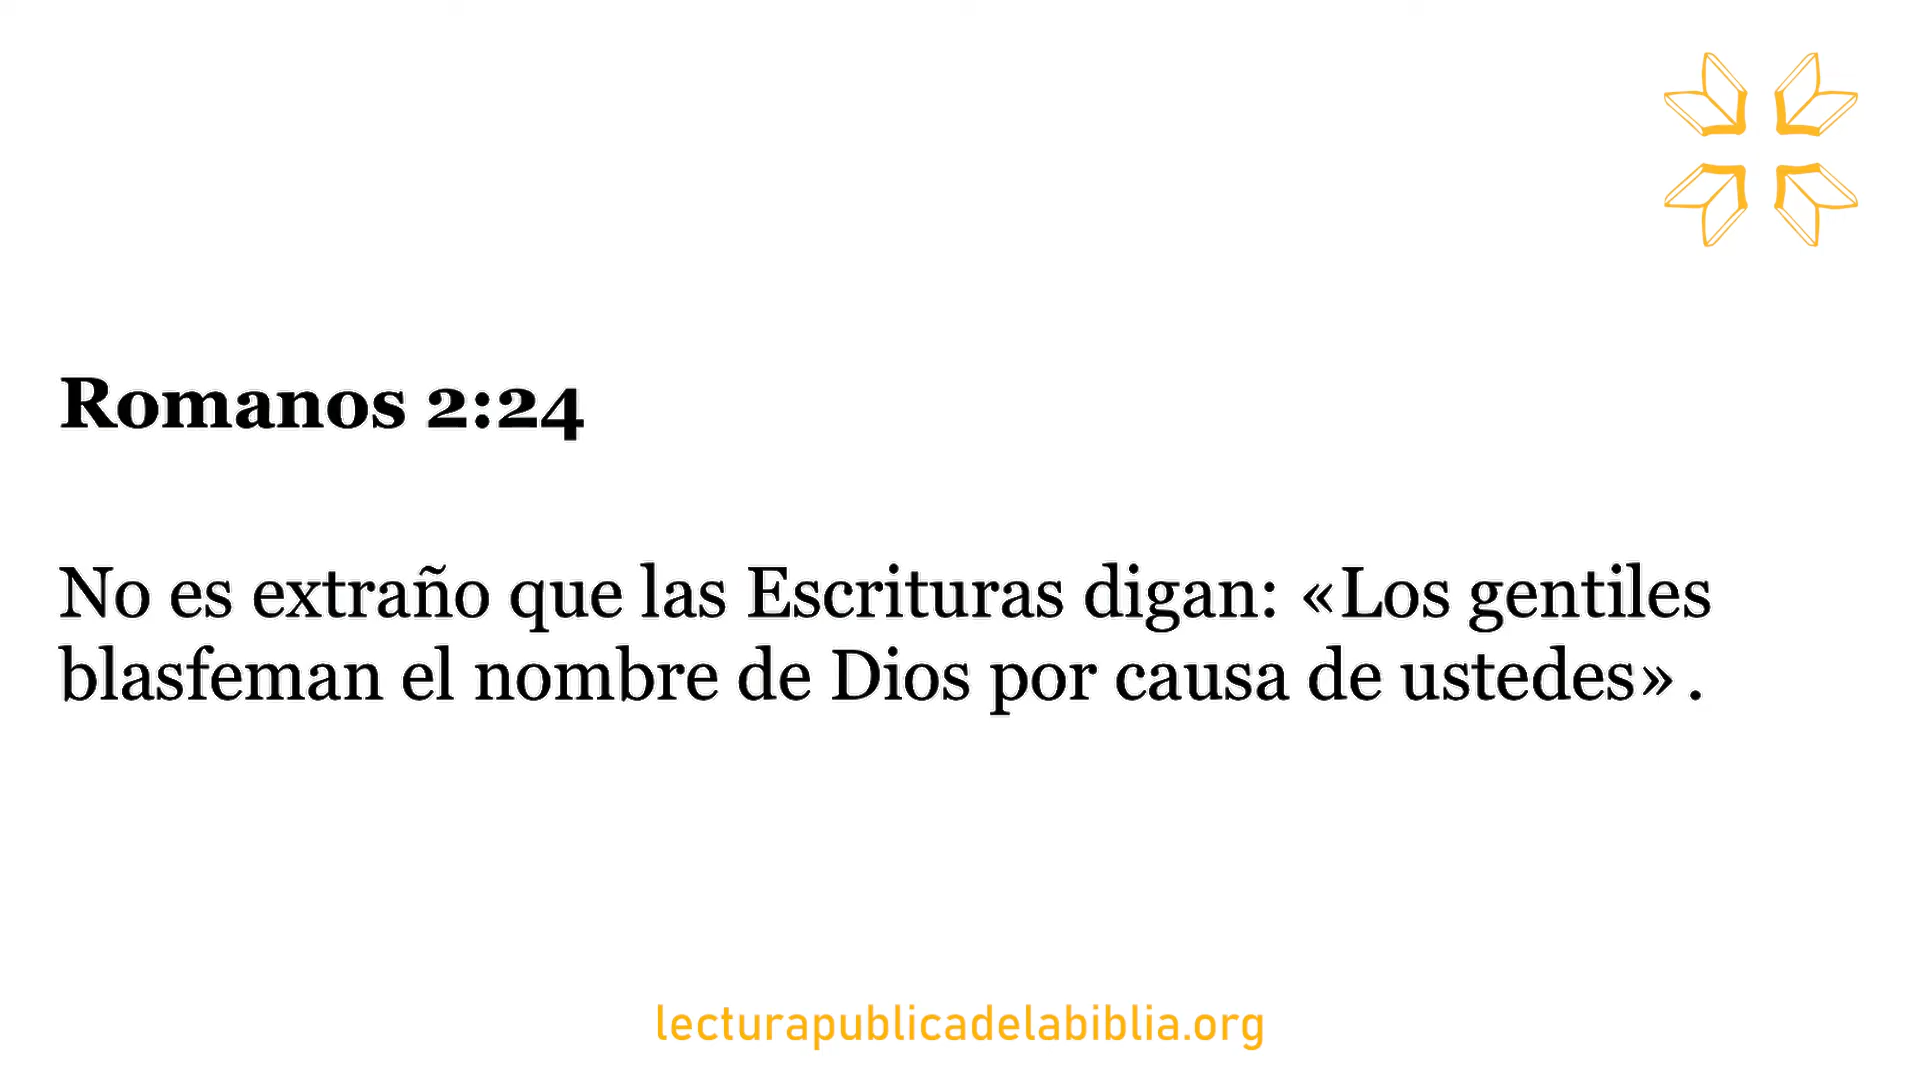 Romanos 2:24
No es extraño que las Escrituras digan: «Los gentiles
blasfeman el nombre de Dios por causa de ustedes» .
lecturapublicadelabiblia.org